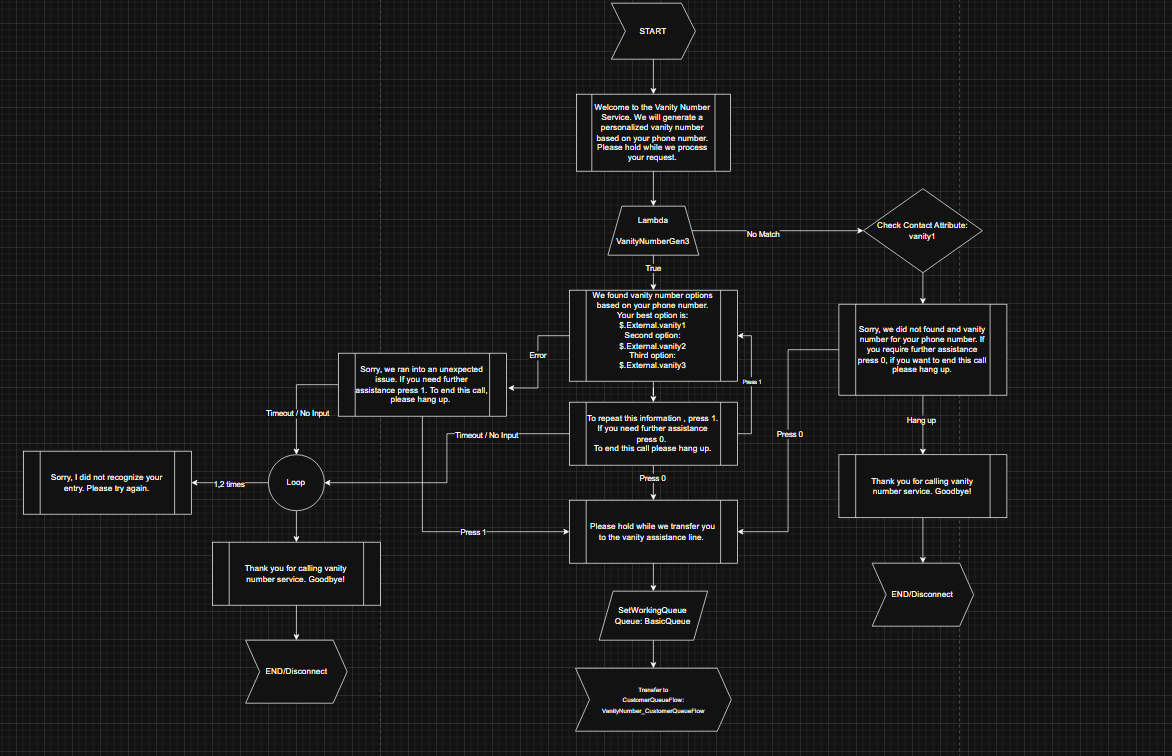 START
Welcome to the Vanity Number
Service. We will generate a
personalized vanity number
based on your phone number.
Please hold while we process
your request.
Lambda
VanityNumberGen3
No Match
Check Contact Attribute:
vanity1
True
We found vanity number options
based on your phone number.
Your best option is:
$.External.vanity1
Second option:
$.External.vanity2
Third option:
$.External.vanity3
Error
Press 1
Sorry, we did not found and vanity
number for your phone number. If
you require further assistance
press 0, if you want to end this call
please hang up.
Sorry, we ran into an unexpected
issue. If you need further
assistance press 1. To end this call,
please hang up.
Timeout / No Input
To repeat this information , press 1.
If you need further assistance
press 0.
To end this call please hang up.
Timeout / No Input
Press 0
Hang up
Sorry, I did not recognize your
entry. Please try again.
1,2 times
Loop
Press 0
Thank you for calling vanity
number service. Goodbye!
Press 1
Please hold while we transfer you
to the vanity assistance line.
Thank you for calling vanity
number service. Goodbye!
END/Disconnect
SetWorkingQueue
Queue: BasicQueue
END/Disconnect
Transfer to
CustomerQueueFlow:
VanityNumber_CustomerQueueFlow